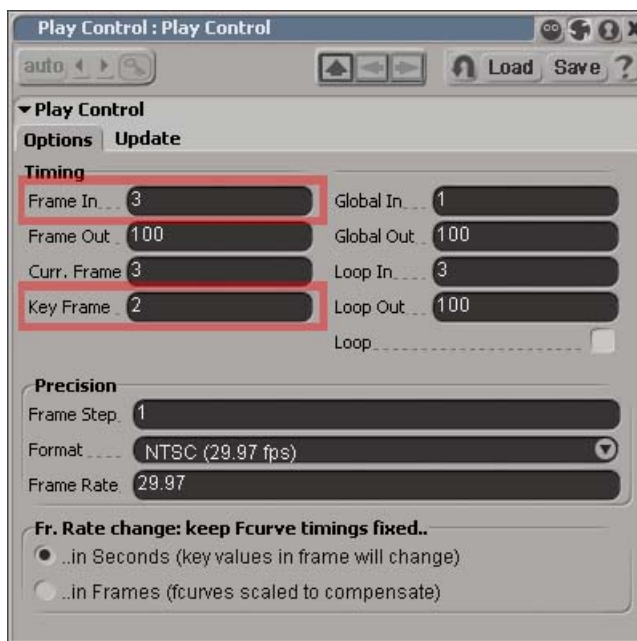 Play Control : Play Control
auto
Load Save ?
Play Control
Options Update
Timing
Frame In 3
Global In 1
Frame Out 100
Global Out 100
Curr. Frame 3
Loop In 3
Key Frame 2
Loop Out 100
Loop
Precision
Frame Step 1
Format NTSC (29.97 fps)
Frame Rate 29.97
Fr. Rate change: keep Fcurve timings fixed..
..in Seconds (key values in frame will change)
..in Frames (fcurves scaled to compensate)